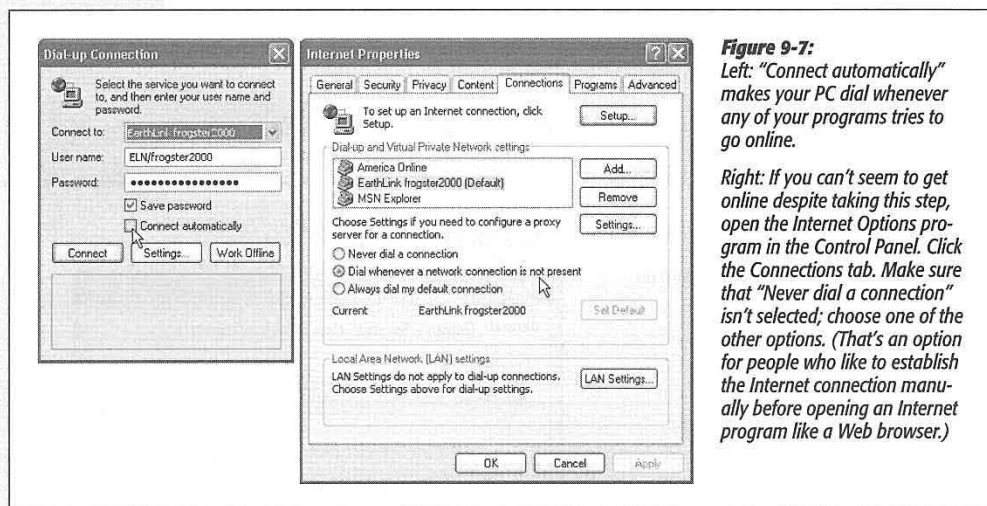 Dial-up Connection
Select the service you want to connect
to, and then enter your user name and
password.
Connect to: EarthLink frogster2000
User name: ELN/frogster2000
Password: ••••••••••••••••
Save password
Connect automatically
Connect Settings... Work Offline
Internet Properties
General Security Privacy Content Connections Programs Advanced
To set up an Internet connection, click
Setup.
Setup...
Dial-up and Virtual Private Network settings
America Online
EarthLink frogster2000 (Default)
MSN Explorer
Add...
Remove
Choose Settings if you need to configure a proxy
server for a connection.
Settings...
Never dial a connection
Dial whenever a network connection is not present
Always dial my default connection
Current EarthLink frogster2000 Set Default
Local Area Network (LAN) settings
LAN Settings do not apply to dial-up connections.
Choose Settings above for dial-up settings.
LAN Settings...
OK Cancel Apply
Figure 9-7:
Left: “Connect automatically”
makes your PC dial whenever
any of your programs tries to
go online.
Right: If you can’t seem to get
online despite taking this step,
open the Internet Options pro-
gram in the Control Panel. Click
the Connections tab. Make sure
that “Never dial a connection”
isn’t selected; choose one of the
other options. (That’s an option
for people who like to establish
the Internet connection manu-
ally before opening an Internet
program like a Web browser.)